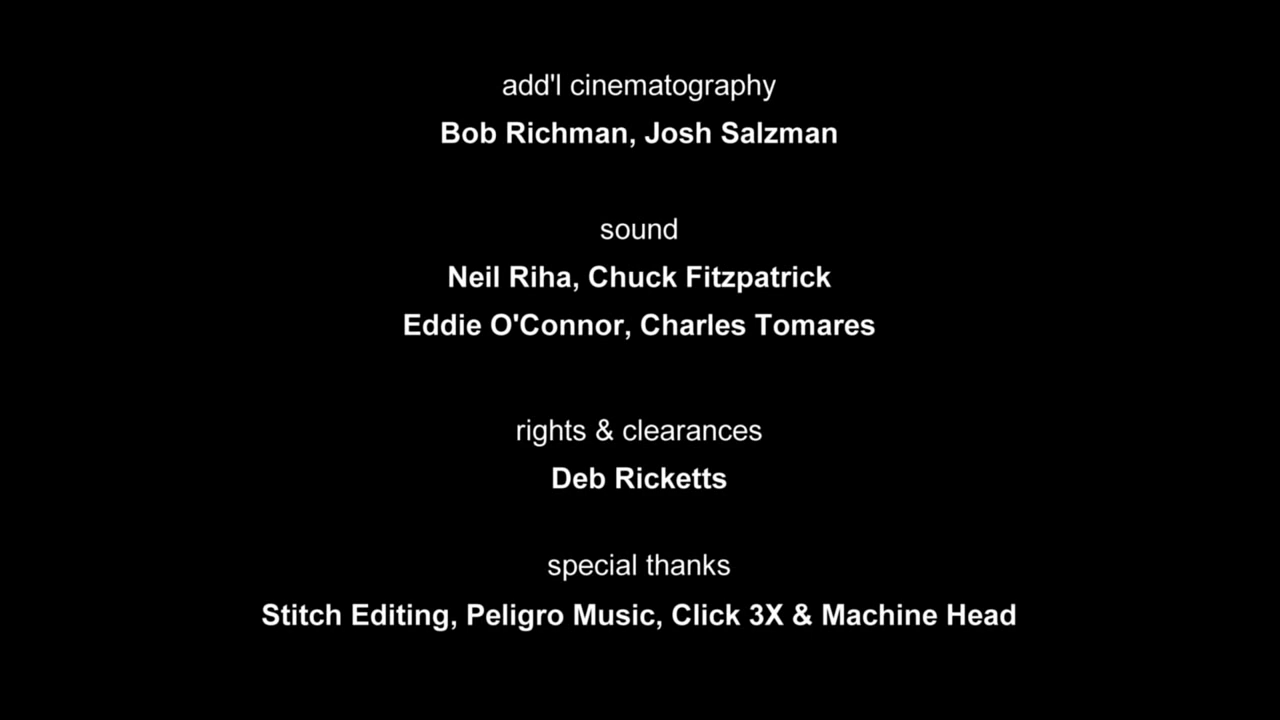 add'l cinematography
Bob Richman, Josh Salzman
sound
Neil Riha, Chuck Fitzpatrick
Eddie O'Connor, Charles Tomares
rights & clearances
Deb Ricketts
special thanks
Stitch Editing, Peligro Music, Click 3X & Machine Head